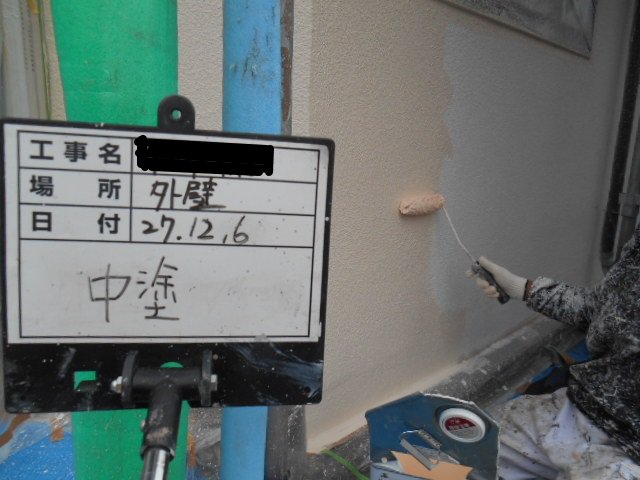 工事名
場所 外壁
日付 27.12.6
中塗